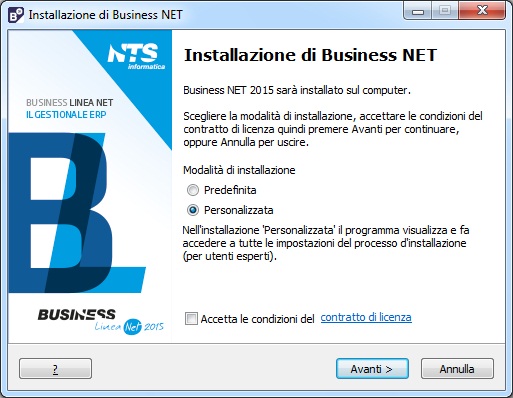 Installazione di Business NET
NTS
informatica
BUSINESS LINEA NET
IL GESTIONALE ERP
BL
BUSINESS
Linea Net 2015
Installazione di Business NET
Business NET 2015 sarà installato sul computer.
Scegliere la modalità di installazione, accettare le condizioni del
contratto di licenza quindi premere Avanti per continuare,
oppure Annulla per uscire.
Modalità di installazione
Predefinita
Personalizzata
Nell'installazione 'Personalizzata' il programma visualizza e fa
accedere a tutte le impostazioni del processo d'installazione
(per utenti esperti).
Accetta le condizioni del contratto di licenza
?
Avanti >
Annulla